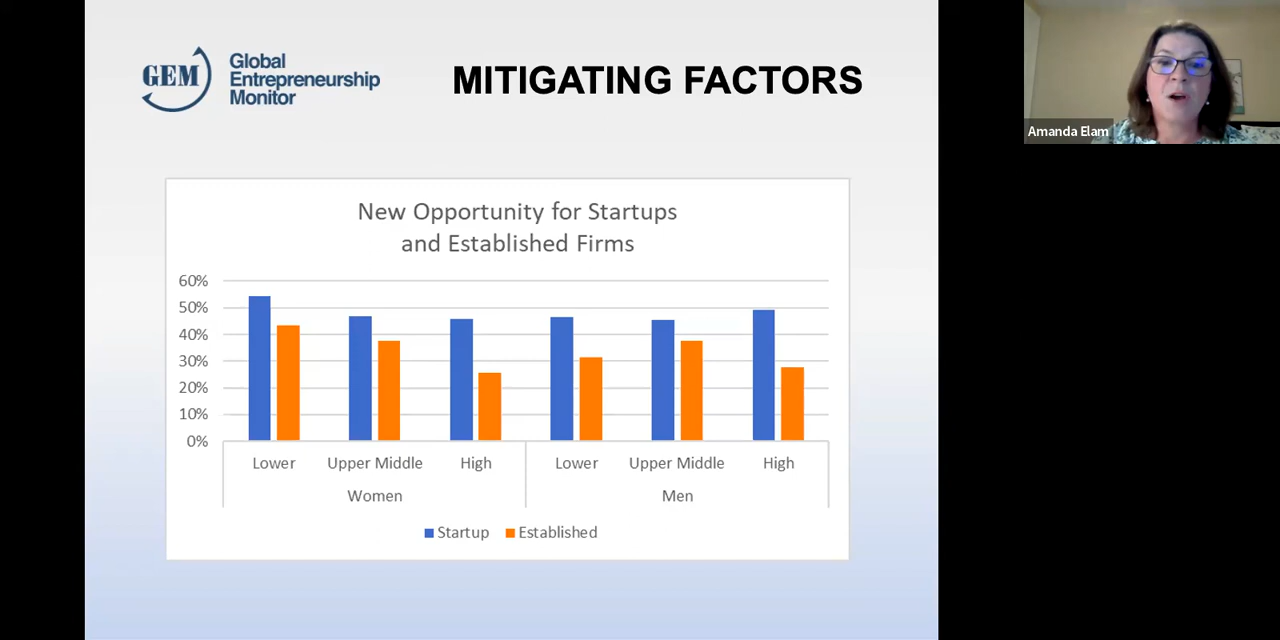 GEM
Global
Entrepreneurship
Monitor
MITIGATING FACTORS
Amanda Elam
New Opportunity for Startups
and Established Firms
60%
50%
40%
30%
20%
10%
0%
Lower Upper Middle High Lower Upper Middle High
Women Men
Startup Established